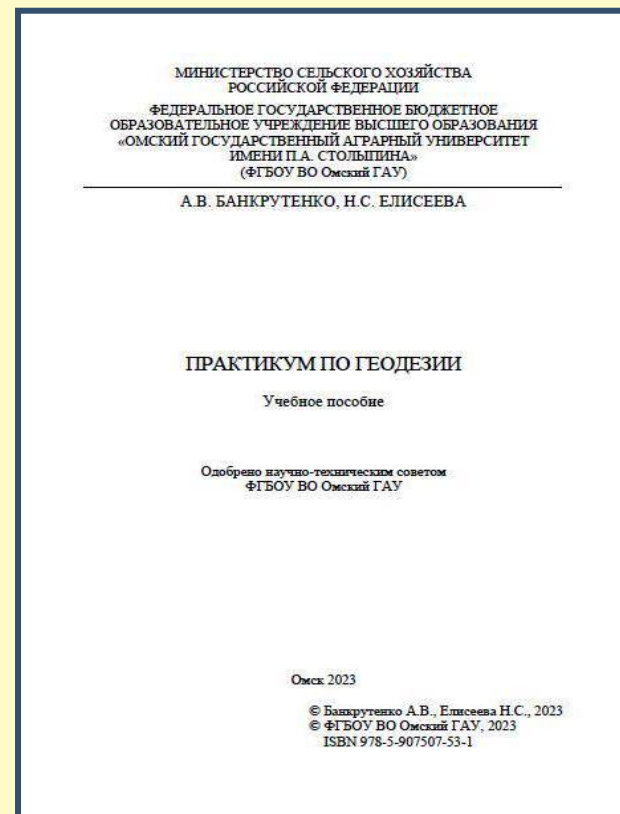 МИНИСТЕРСТВО СЕЛЬСКОГО ХОЗЯЙСТВА
РОССИЙСКОЙ ФЕДЕРАЦИИ
ФЕДЕРАЛЬНОЕ ГОСУДАРСТВЕННОЕ БЮДЖЕТНОЕ
ОБРАЗОВАТЕЛЬНОЕ УЧРЕЖДЕНИЕ ВЫСШЕГО ОБРАЗОВАНИЯ
«ОМСКИЙ ГОСУДАРСТВЕННЫЙ АГРАРНЫЙ УНИВЕРСИТЕТ
ИМЕНИ П.А. СТОЛЫПИНА»
(ФГБОУ ВО Омский ГАУ)
А.В. БАНКРУТЕНКО, Н.С. ЕЛИСЕЕВА
ПРАКТИКУМ ПО ГЕОДЕЗИИ
Учебное пособие
Одобрено научно-техническим советом
ФГБОУ ВО Омский ГАУ
Омск 2023
© Банкрутенко А.В., Елисеева Н.С., 2023
© ФГБОУ ВО Омский ГАУ, 2023
ISBN 978-5-907507-53-1